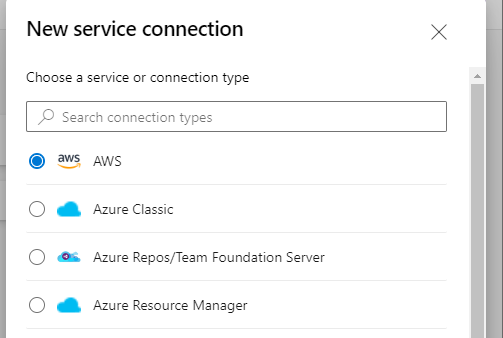 New service connection
Choose a service or connection type
Search connection types
aws AWS
Azure Classic
Azure Repos/Team Foundation Server
Azure Resource Manager